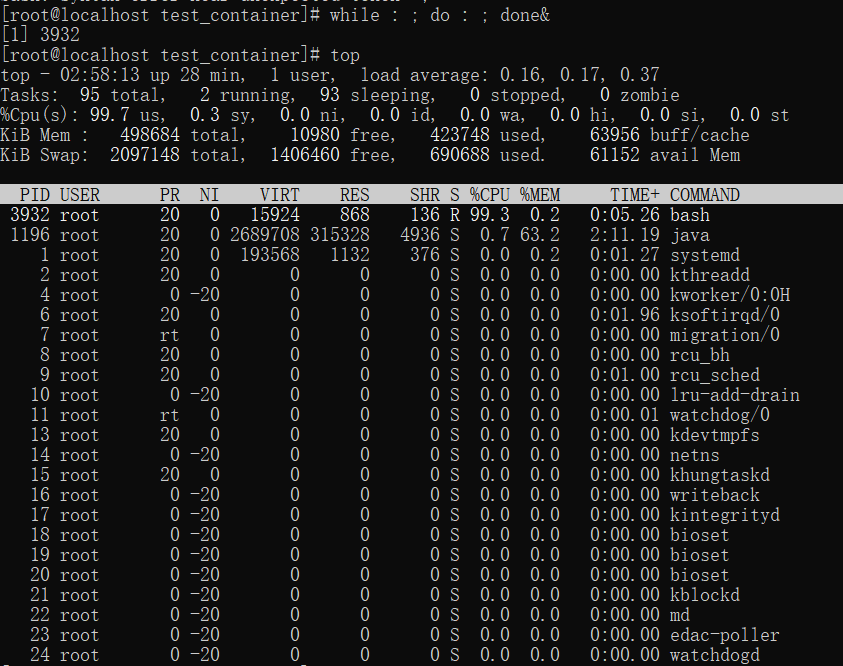 [root@localhost test_container]# while : ; do : ; done&
[1] 3932
[root@localhost test_container]# top
top - 02:58:13 up 28 min,  1 user,  load average: 0.16, 0.17, 0.37
Tasks:  95 total,   2 running,  93 sleeping,   0 stopped,   0 zombie
%Cpu(s): 99.7 us,  0.3 sy,  0.0 ni,  0.0 id,  0.0 wa,  0.0 hi,  0.0 si,  0.0 st
KiB Mem :   498684 total,    10980 free,   423748 used,    63956 buff/cache
KiB Swap:  2097148 total,  1406460 free,   690688 used.    61152 avail Mem
PID USER      PR  NI    VIRT    RES    SHR S %CPU %MEM     TIME+ COMMAND
3932 root      20   0   15924    868    136 R 99.3  0.2   0:05.26 bash
1196 root      20   0 2689708 315328   4936 S  0.7 63.2   2:11.19 java
1 root      20   0  193568   1132    376 S  0.0  0.2   0:01.27 systemd
2 root      20   0       0      0      0 S  0.0  0.0   0:00.00 kthreadd
4 root       0 -20       0      0      0 S  0.0  0.0   0:00.00 kworker/0:0H
6 root      20   0       0      0      0 S  0.0  0.0   0:01.96 ksoftirqd/0
7 root      rt   0       0      0      0 S  0.0  0.0   0:00.00 migration/0
8 root      20   0       0      0      0 S  0.0  0.0   0:00.00 rcu_bh
9 root      20   0       0      0      0 S  0.0  0.0   0:01.00 rcu_sched
10 root       0 -20       0      0      0 S  0.0  0.0   0:00.00 lru-add-drain
11 root      rt   0       0      0      0 S  0.0  0.0   0:00.01 watchdog/0
13 root      20   0       0      0      0 S  0.0  0.0   0:00.00 kdevtmpfs
14 root       0 -20       0      0      0 S  0.0  0.0   0:00.00 netns
15 root      20   0       0      0      0 S  0.0  0.0   0:00.00 khungtaskd
16 root       0 -20       0      0      0 S  0.0  0.0   0:00.00 writeback
17 root       0 -20       0      0      0 S  0.0  0.0   0:00.00 kintegrityd
18 root       0 -20       0      0      0 S  0.0  0.0   0:00.00 bioset
19 root       0 -20       0      0      0 S  0.0  0.0   0:00.00 bioset
20 root       0 -20       0      0      0 S  0.0  0.0   0:00.00 bioset
21 root       0 -20       0      0      0 S  0.0  0.0   0:00.00 kblockd
22 root       0 -20       0      0      0 S  0.0  0.0   0:00.00 md
23 root       0 -20       0      0      0 S  0.0  0.0   0:00.00 edac-poller
24 root       0 -20       0      0      0 S  0.0  0.0   0:00.00 watchdogd